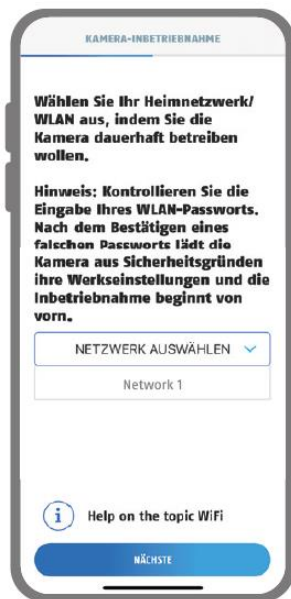 KAMERA-INBETRIEBNAHME
Wählen Sie Ihr Heimnetzwerk/
WLAN aus, indem Sie die
Kamera dauerhaft betreiben
wollen.
Hinweis: Kontrollieren Sie die
Eingabe Ihres WLAN-Passworts.
Nach dem Bestätigen eines
falschen Passworts lädt die
Kamera aus Sicherheitsgründen
ihre Werkseinstellungen und die
Inbetriebnahme beginnt von
vorn.
NETZWERK AUSWÄHLEN
Network 1
i Help on the topic WiFi
NÄCHSTE